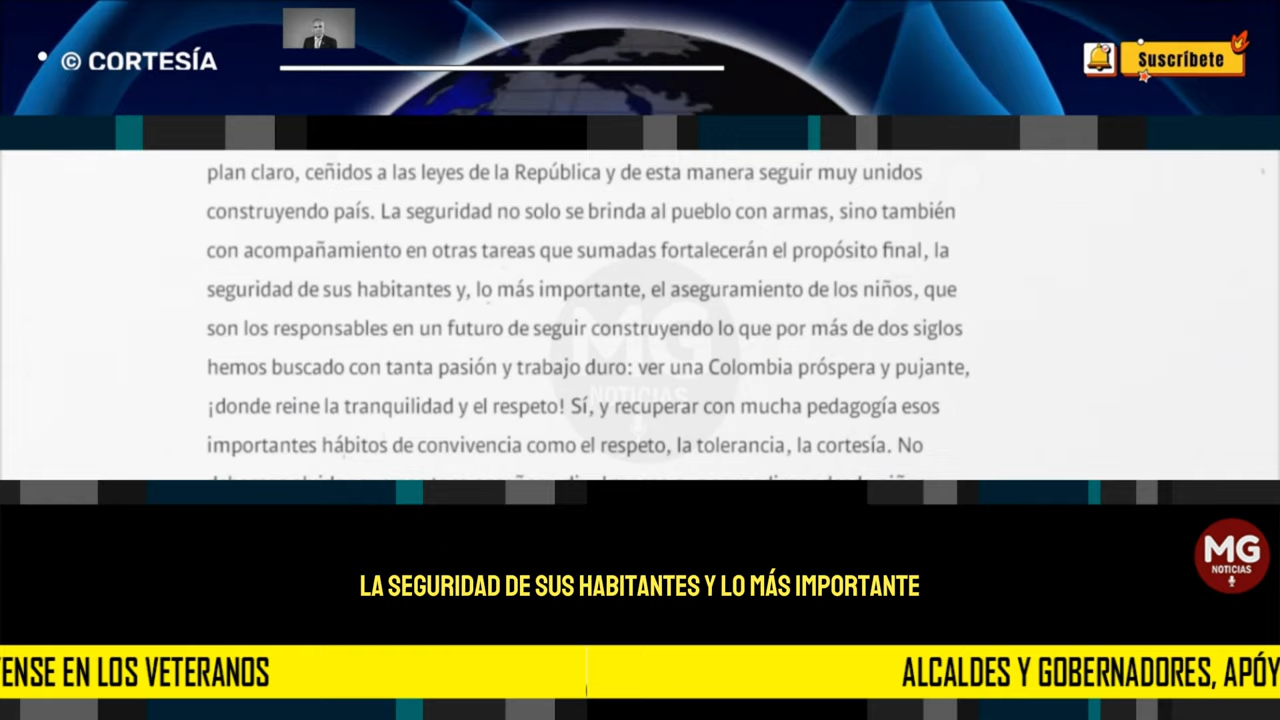 © CORTESÍA
Suscríbete
plan claro, ceñidos a las leyes de la República y de esta manera seguir muy unidos
construyendo país. La seguridad no solo se brinda al pueblo con armas, sino también
con acompañamiento en otras tareas que sumadas fortalecerán el propósito final, la
seguridad de sus habitantes y, lo más importante, el aseguramiento de los niños, que
son los responsables en un futuro de seguir construyendo lo que por más de dos siglos
hemos buscado con tanta pasión y trabajo duro: ver una Colombia próspera y pujante,
¡donde reine la tranquilidad y el respeto! Sí, y recuperar con mucha pedagogía esos
importantes hábitos de convivencia como el respeto, la tolerancia, la cortesía. No
MG
NOTICIAS
LA SEGURIDAD DE SUS HABITANTES Y LO MÁS IMPORTANTE
MG
NOTICIAS
YENSE EN LOS VETERANOS
ALCALDES Y GOBERNADORES, APÓY